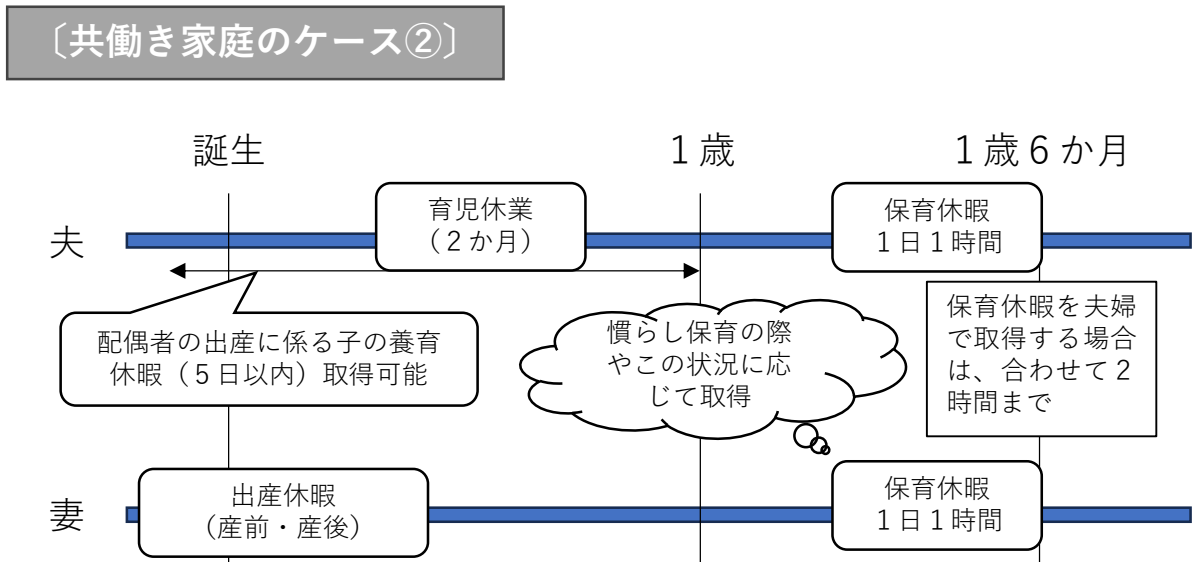 〔共働き家庭のケース②〕
誕生
1歳
1歳6か月
夫
育児休業
(2か月)
保育休暇
1日1時間
配偶者の出産に係る子の養育
休暇(5日以内)取得可能
慣らし保育の際
やこの状況に応
じて取得
保育休暇を夫婦
で取得する場合
は、合わせて2
時間まで
妻
出産休暇
(産前・産後)
保育休暇
1日1時間